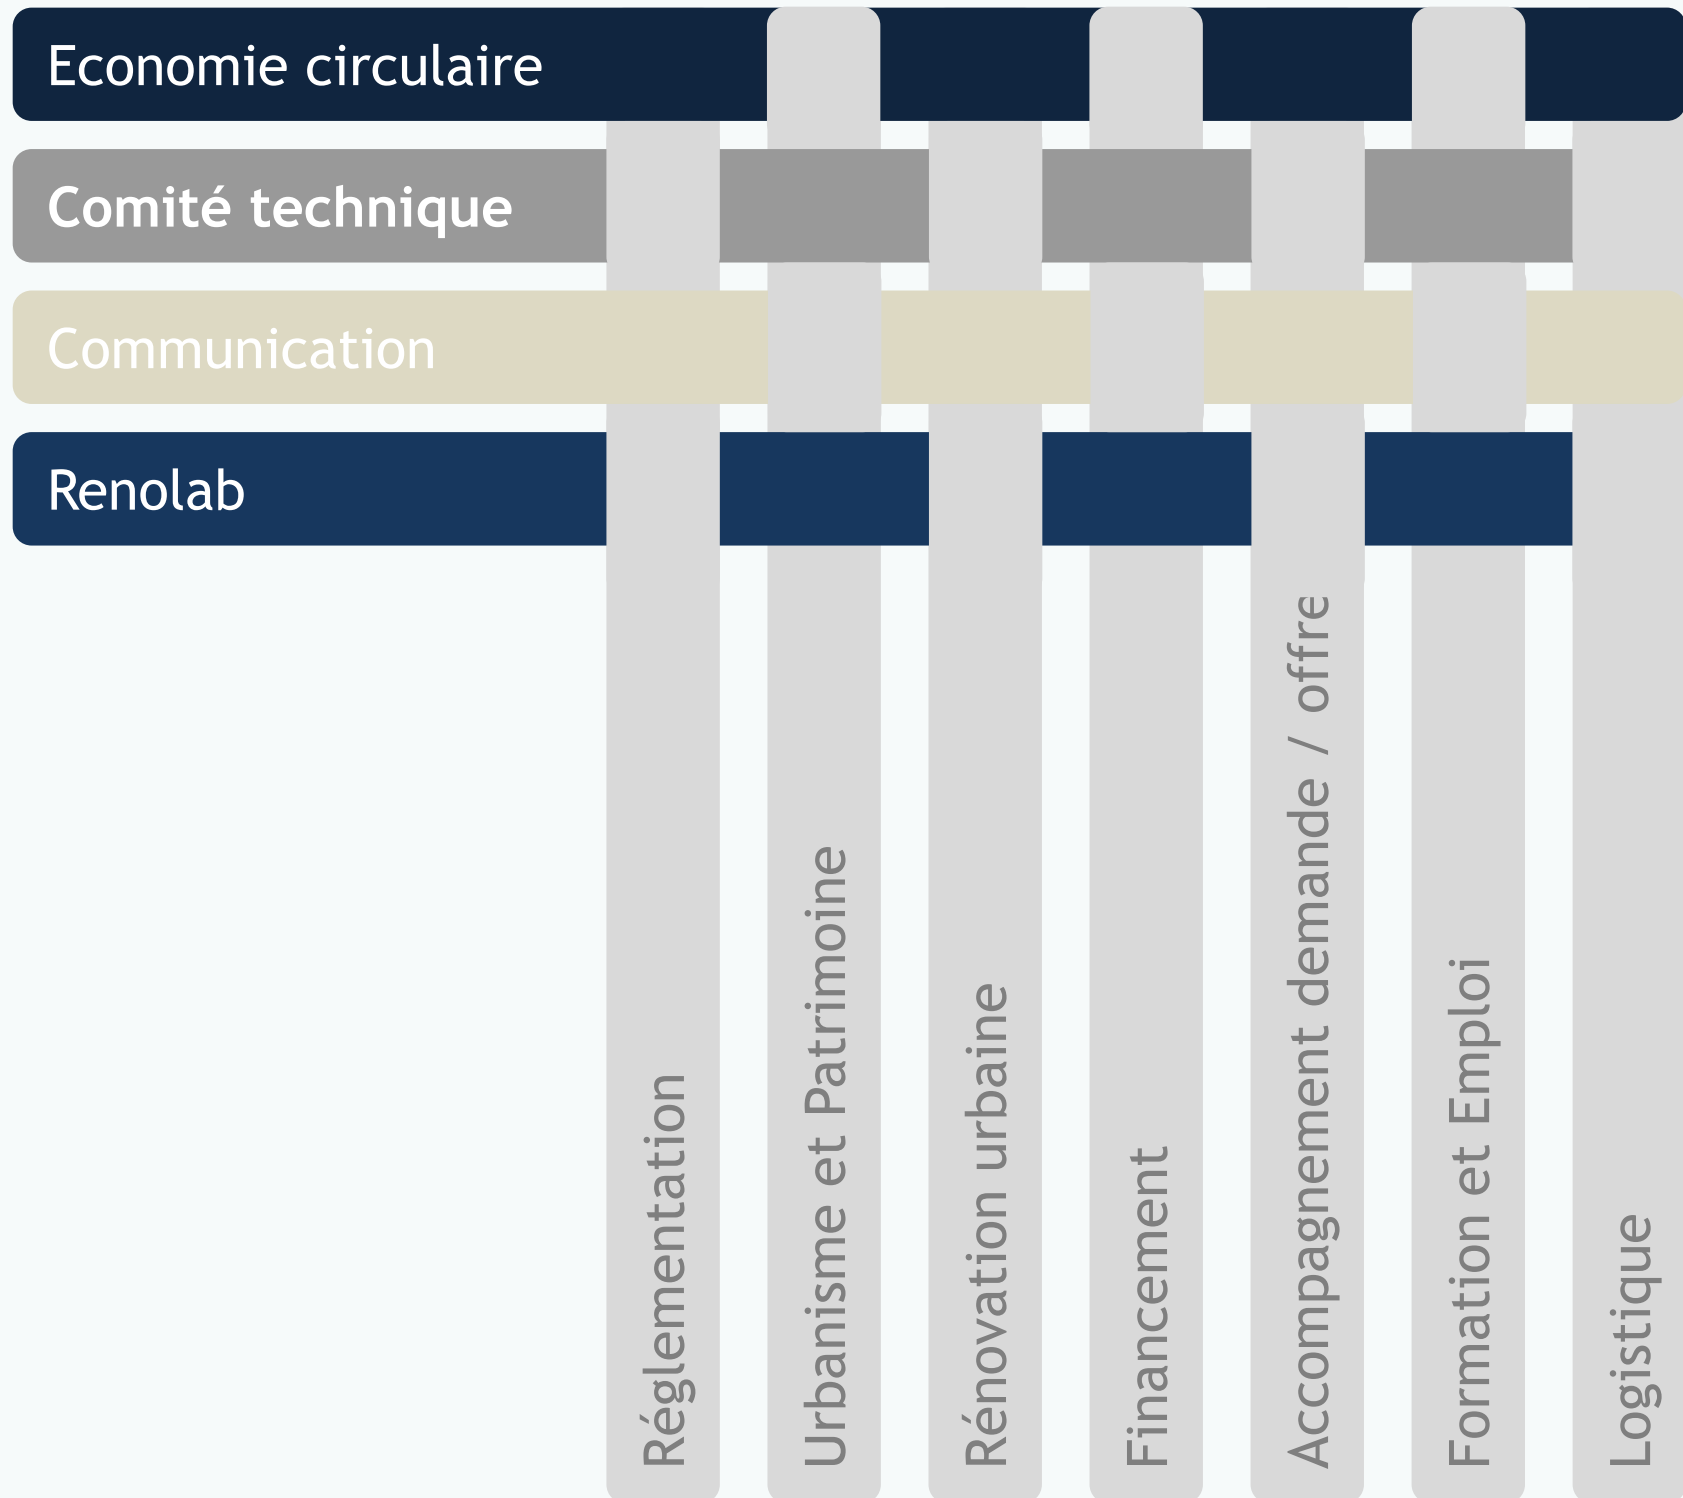 Economie circulaire
Comité technique
Communication
Renolab
Réglementation
Urbanisme et Patrimoine
Rénovation urbaine
Financement
Accompagnement demande / offre
Formation et Emploi
Logistique